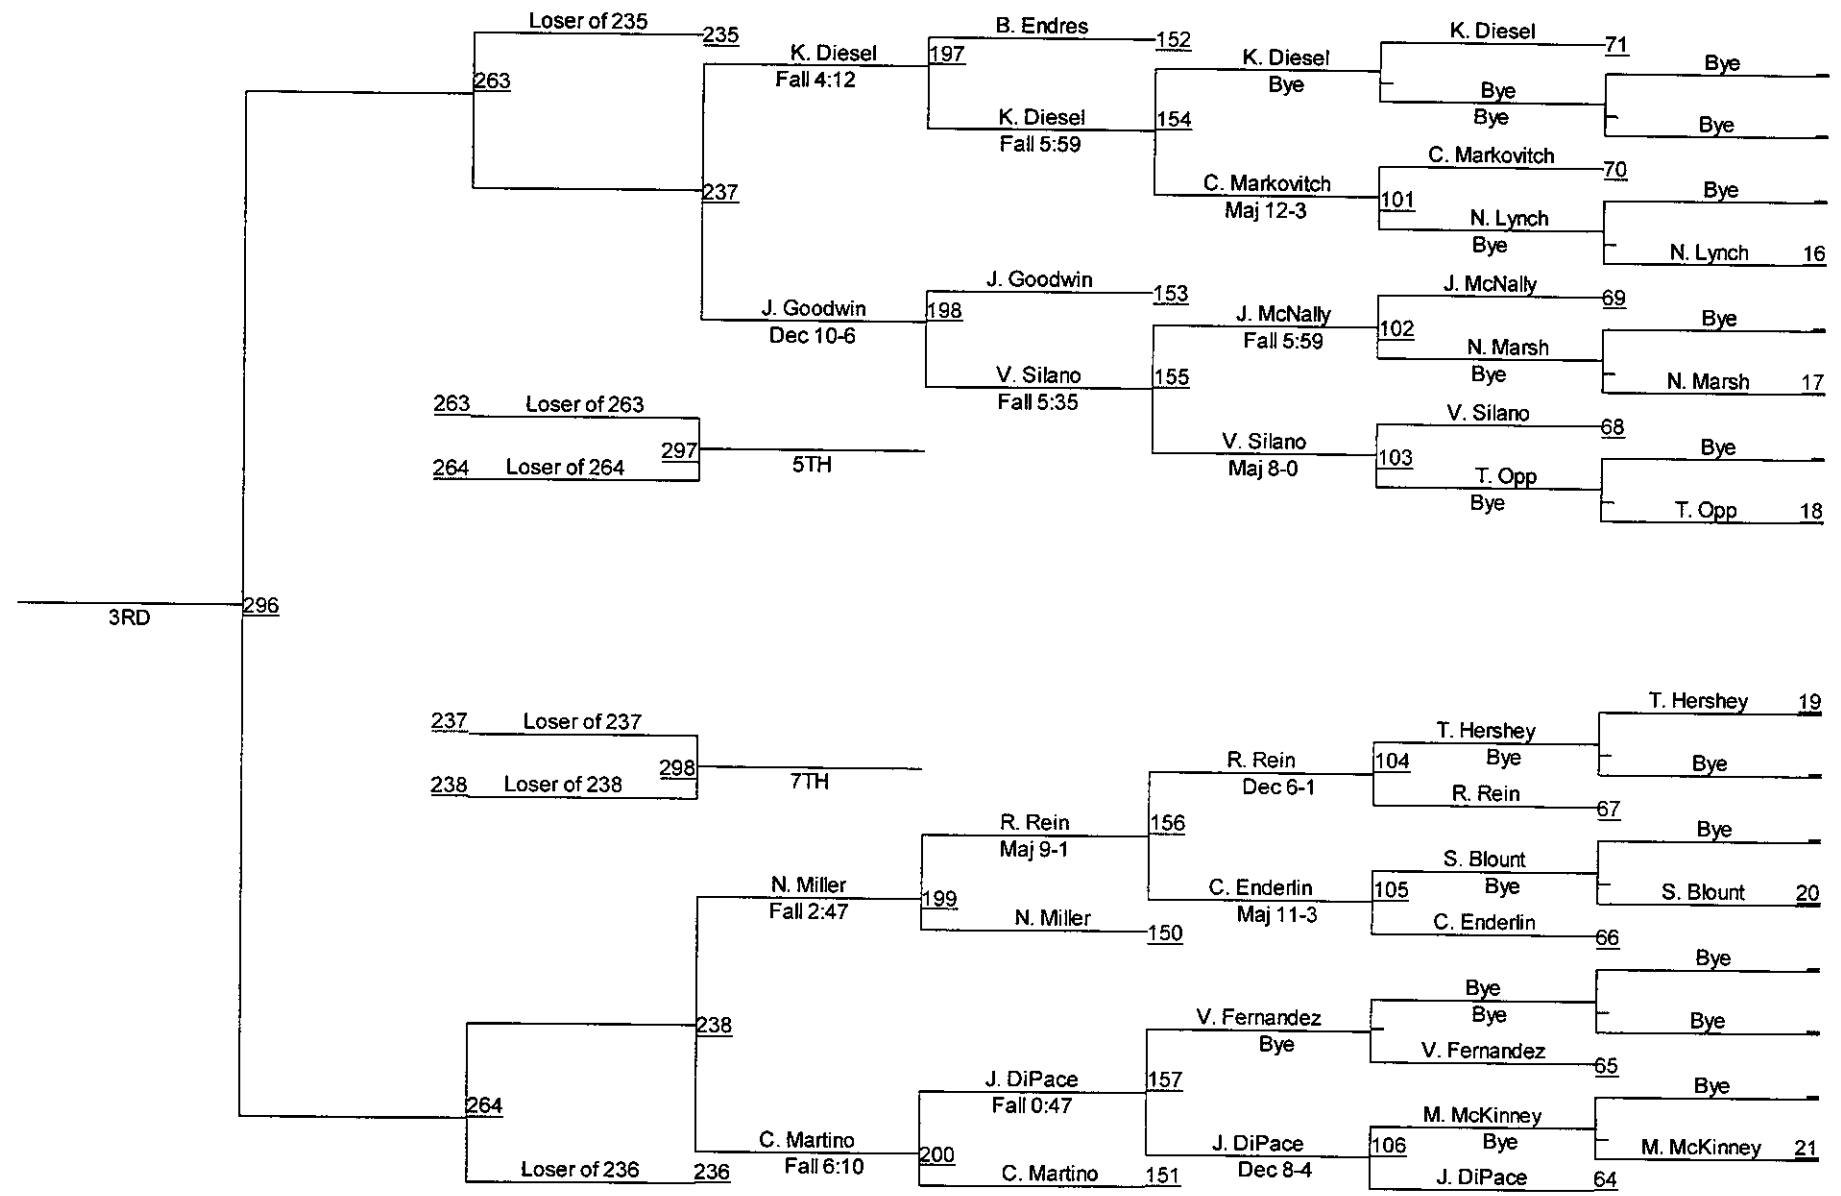 Loser of 235 235
263
K. Diesel 197
Fall 4:12
B. Endres 152
K. Diesel 154
Fall 5:59
K. Diesel
Bye
K. Diesel 71
Bye
Bye
Bye
Bye
C. Markovitch 70
C. Markovitch 101
Maj 12-3
Bye
N. Lynch
Bye
N. Lynch 16
237
J. Goodwin 198
Dec 10-6
J. Goodwin 153
J. McNally 102
Fall 5:59
J. McNally 69
Bye
N. Marsh
Bye
N. Marsh 17
V. Silano 155
Fall 5:35
V. Silano 68
V. Silano 103
Maj 8-0
Bye
T. Opp
Bye
T. Opp 18
263 Loser of 263
297
5TH
264 Loser of 264
296
3RD
237 Loser of 237
298
7TH
238 Loser of 238
T. Hershey 19
T. Hershey
Bye
Bye
R. Rein 104
Dec 6-1
R. Rein 67
R. Rein 156
Maj 9-1
Bye
S. Blount
Bye
S. Blount 20
C. Enderlin 105
Maj 11-3
C. Enderlin 66
N. Miller 199
Fall 2:47
N. Miller 150
Bye
Bye
Bye
Bye
V. Fernandez
Bye
V. Fernandez 65
238
J. DiPace 157
Fall 0:47
Bye
M. McKinney
Bye
M. McKinney 21
J. DiPace 106
Dec 8-4
J. DiPace 64
264
C. Martino 200
Fall 6:10
C. Martino 151
Loser of 236 236